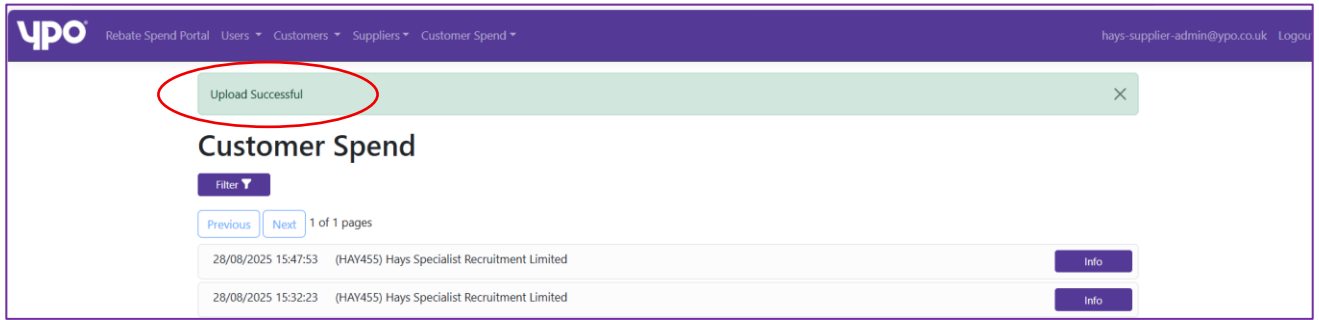 ypo Rebate Spend Portal Users Customers Suppliers Customer Spend hays-supplier-admin@ypo.co.uk Logou
Upload Successful
Customer Spend
Filter
Previous Next 1 of 1 pages
28/08/2025 15:47:53 (HAY455) Hays Specialist Recruitment Limited Info
28/08/2025 15:32:23 (HAY455) Hays Specialist Recruitment Limited Info